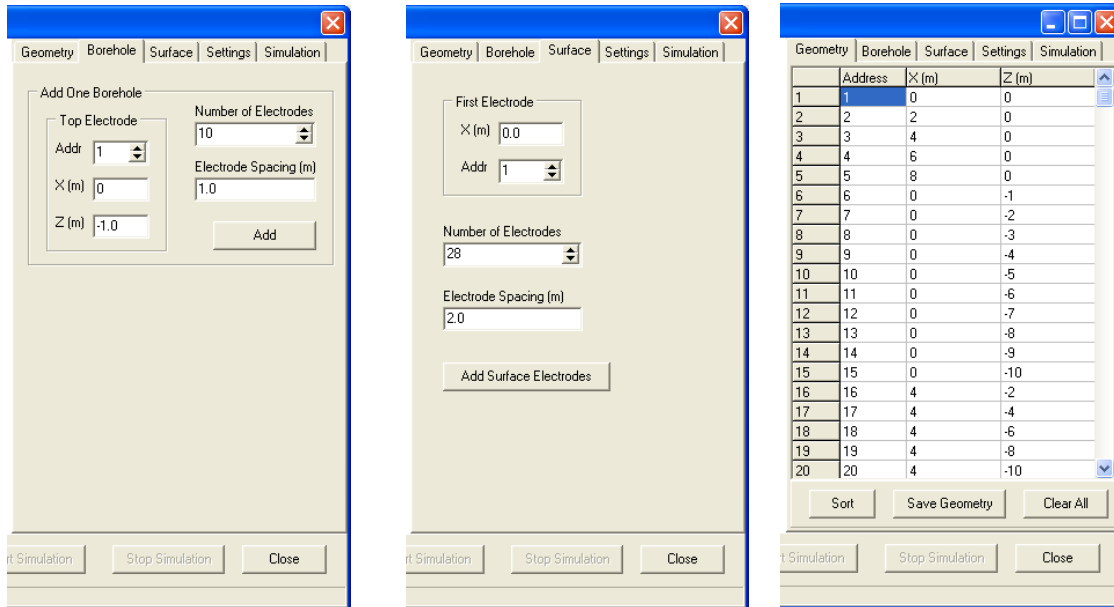 Geometry Borehole Surface Settings Simulation
Add One Borehole
Top Electrode
Addr 1
X (m) 0
Z (m) -1.0
Number of Electrodes
10
Electrode Spacing (m)
1.0
Add
rt Simulation Stop Simulation Close
Geometry Borehole Surface Settings Simulation
First Electrode
X (m) 0.0
Addr 1
Number of Electrodes
28
Electrode Spacing (m)
2.0
Add Surface Electrodes
rt Simulation Stop Simulation Close
Geometry Borehole Surface Settings Simulation
Address X (m) Z (m)
1 1 0 0
2 2 2 0
3 3 4 0
4 4 6 0
5 5 8 0
6 6 0 -1
7 7 0 -2
8 8 0 -3
9 9 0 -4
10 10 0 -5
11 11 0 -6
12 12 0 -7
13 13 0 -8
14 14 0 -9
15 15 0 -10
16 16 4 -2
17 17 4 -4
18 18 4 -6
19 19 4 -8
20 20 4 -10
Sort Save Geometry Clear All
t Simulation Stop Simulation Close